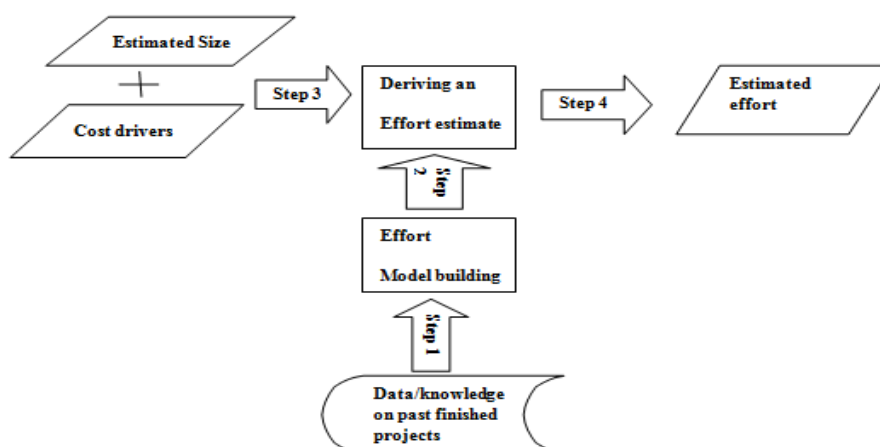 Estimated Size
Cost drivers
Step 3
Deriving an
Effort estimate
Step 4
Estimated
effort
Step
2
Effort
Model building
Step 1
Data/knowledge
on past finished
projects